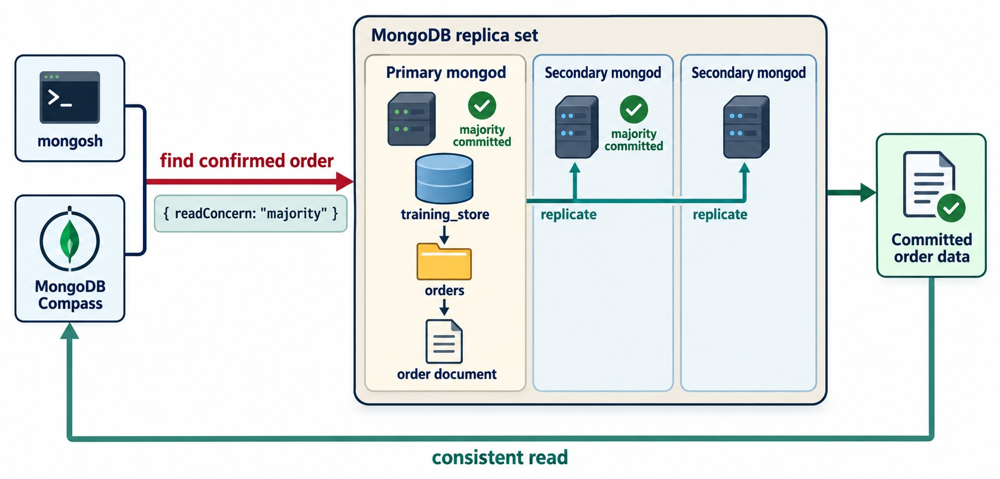 MongoDB replica set
Primary mongod
Secondary mongod
Secondary mongod
>_
mongosh
majority
committed
majority
committed
find confirmed order
{ readConcern: "majority" }
training_store
replicate
replicate
orders
order document
MongoDB
Compass
Committed
order data
consistent read